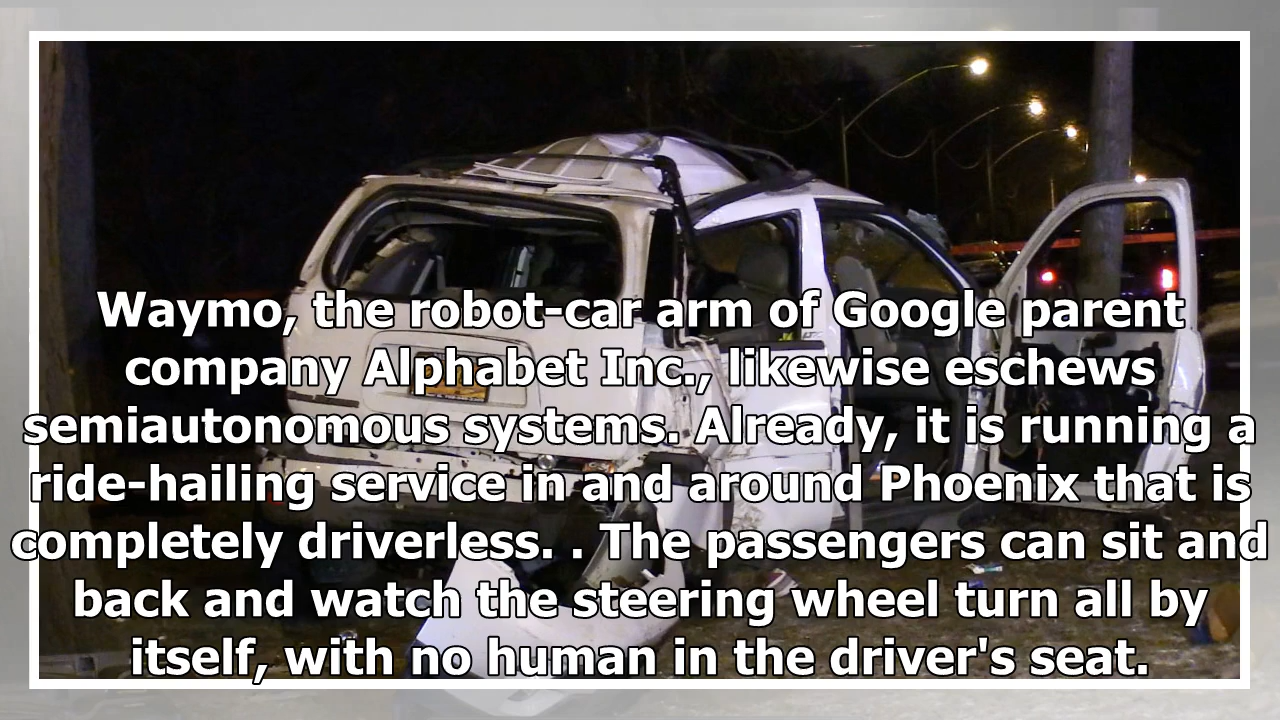 Waymo, the robot-car arm of Google parent
company Alphabet Inc., likewise eschews
semiautonomous systems. Already, it is running a
ride-hailing service in and around Phoenix that is
completely driverless. . The passengers can sit and
back and watch the steering wheel turn all by
itself, with no human in the driver's seat.